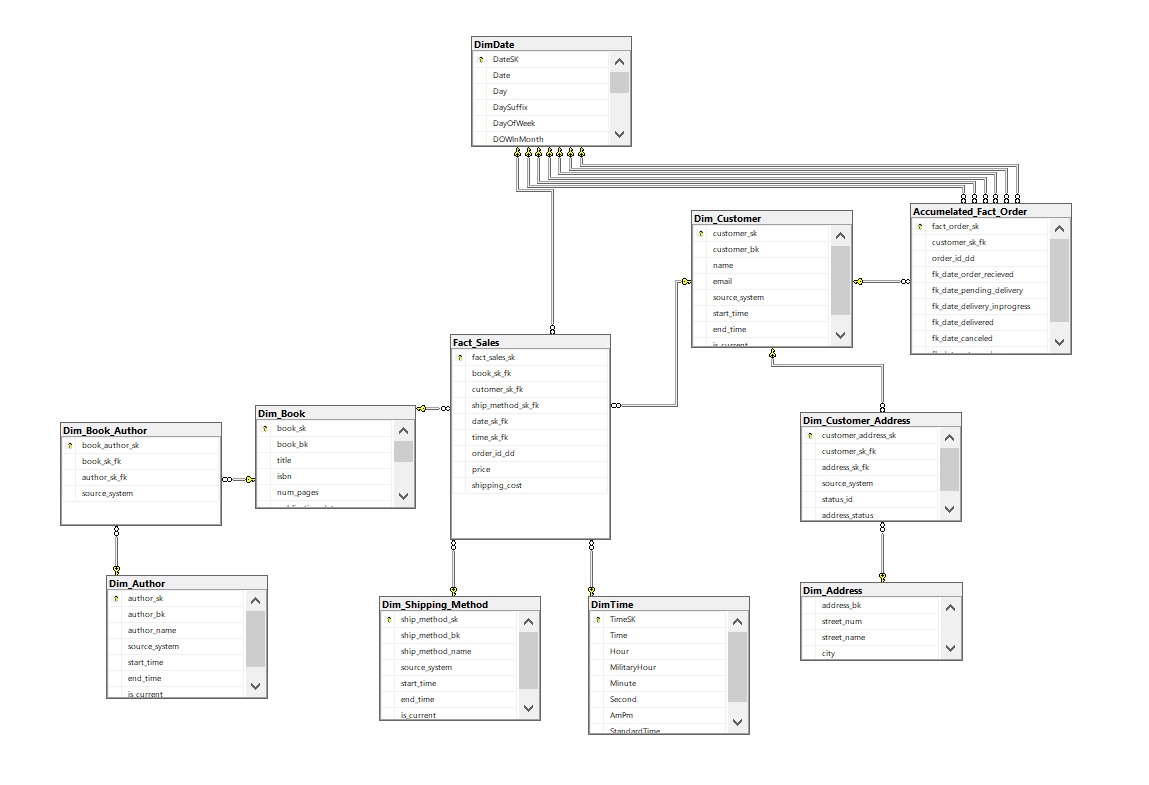 DimDate
DateSK
Date
Day
DaySuffix
DayOfWeek
DOWInMonth
Dim_Customer
customer_sk
customer_bk
name
email
source_system
start_time
end_time
is_current
Accumelated_Fact_Order
fact_order_sk
customer_sk_fk
order_id_dd
fk_date_order_recieved
fk_date_pending_delivery
fk_date_delivery_inprogress
fk_date_delivered
fk_date_canceled
Fact_Sales
fact_sales_sk
book_sk_fk
cutomer_sk_fk
ship_method_sk_fk
date_sk_fk
time_sk_fk
order_id_dd
price
shipping_cost
Dim_Book
book_sk
book_bk
title
isbn
num_pages
Dim_Book_Author
book_author_sk
book_sk_fk
author_sk_fk
source_system
Dim_Customer_Address
customer_address_sk
customer_sk_fk
address_sk_fk
source_system
status_id
address_status
Dim_Author
author_sk
author_bk
author_name
source_system
start_time
end_time
is_current
Dim_Shipping_Method
ship_method_sk
ship_method_bk
ship_method_name
source_system
start_time
end_time
is_current
DimTime
TimeSK
Time
Hour
MilitaryHour
Minute
Second
AmPm
StandardTime
Dim_Address
address_bk
street_num
street_name
city